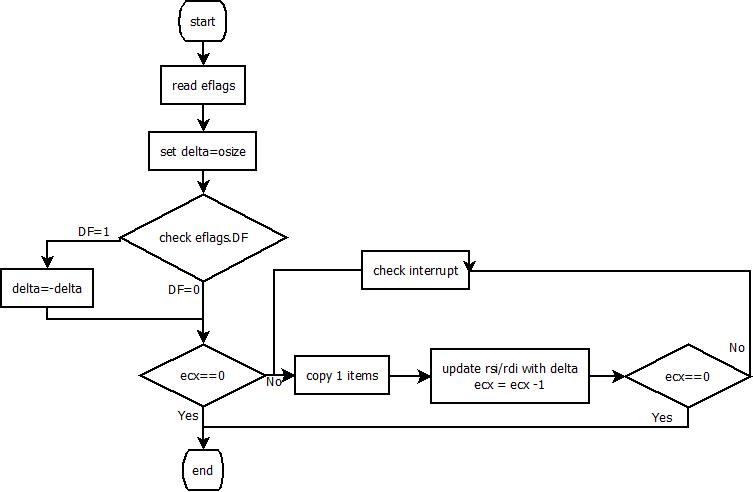 start
read eflags
set delta=osize
check eflags.DF
DF=1
delta=-delta
DF=0
check interrupt
ecx==0
No
copy 1 items
update rsi/rdi with delta
ecx = ecx -1
ecx==0
No
Yes
Yes
end